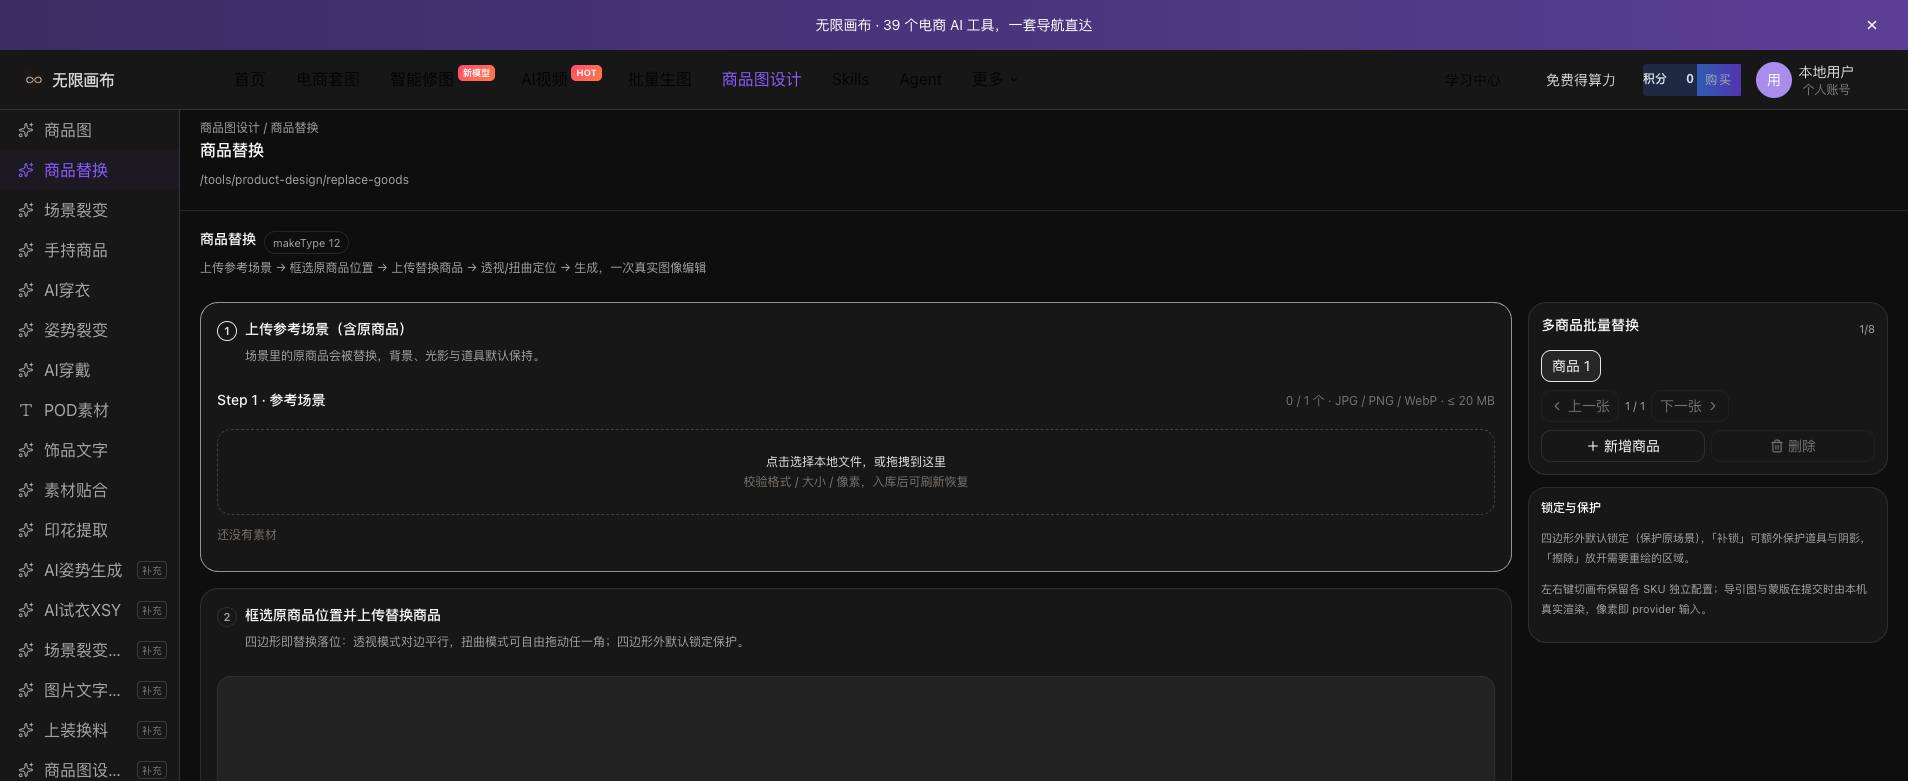 无限画布 · 39 个电商 AI 工具，一套导航直达
无限画布
首页
电商套图
智能修图
新模型
AI视频
HOT
批量生图
商品图设计
Skills
Agent
更多
学习中心
免费得算力
积分 0 购买
用
本地用户
个人账号
商品图
商品替换
场景裂变
手持商品
AI穿衣
姿势裂变
AI穿戴
POD素材
饰品文字
素材贴合
印花提取
AI姿势生成 补充
AI试衣XSY 补充
场景裂变... 补充
图片文字... 补充
上装换料 补充
商品图设... 补充
商品图设计 / 商品替换
商品替换
/tools/product-design/replace-goods
商品替换 makeType 12
上传参考场景 → 框选原商品位置 → 上传替换商品 → 透视/扭曲定位 → 生成，一次真实图像编辑
1 上传参考场景（含原商品）
场景里的原商品会被替换，背景、光影与道具默认保持。
Step 1 · 参考场景
0 / 1 个 · JPG / PNG / WebP · ≤ 20 MB
点击选择本地文件，或拖拽到这里
校验格式 / 大小 / 像素，入库后可刷新恢复
还没有素材
2 框选原商品位置并上传替换商品
四边形即替换落位：透视模式对边平行，扭曲模式可自由拖动任一角；四边形外默认锁定保护。
多商品批量替换
1/8
商品 1
上一张 1 / 1 下一张
新增商品
删除
锁定与保护
四边形外默认锁定（保护原场景），「补锁」可额外保护道具与阴影，
「擦除」放开需要重绘的区域。
左右键切画布保留各 SKU 独立配置；导引图与蒙版在提交时由本机
真实渲染，像素即 provider 输入。